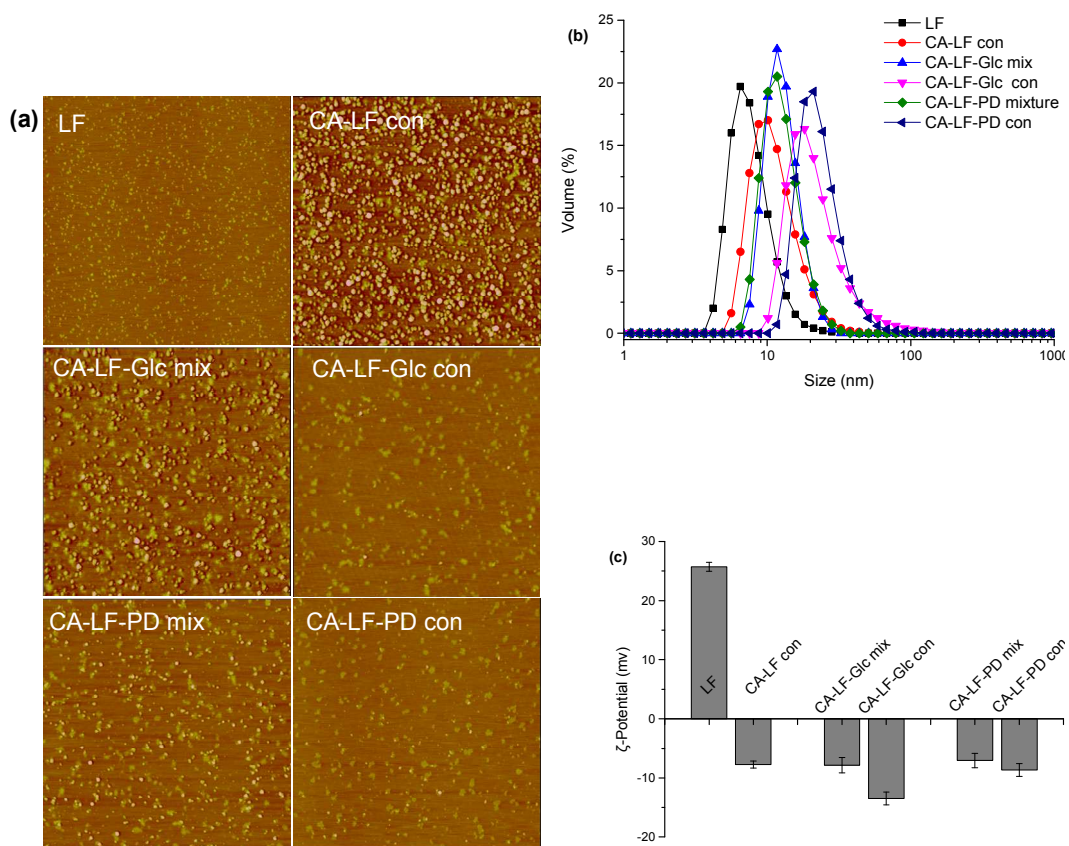 (a)
LF
CA-LF con
CA-LF-Glc mix
CA-LF-Glc con
CA-LF-PD mix
CA-LF-PD con
(b)
25
20
15
10
5
0
Volume (%)
1
10
100
1000
Size (nm)
LF
CA-LF con
CA-LF-Glc mix
CA-LF-Glc con
CA-LF-PD mixture
CA-LF-PD con
(c)
30
20
10
0
-10
-20
ζ-Potential (mv)
LF
CA-LF con
CA-LF-Glc mix
CA-LF-Glc con
CA-LF-PD mix
CA-LF-PD con